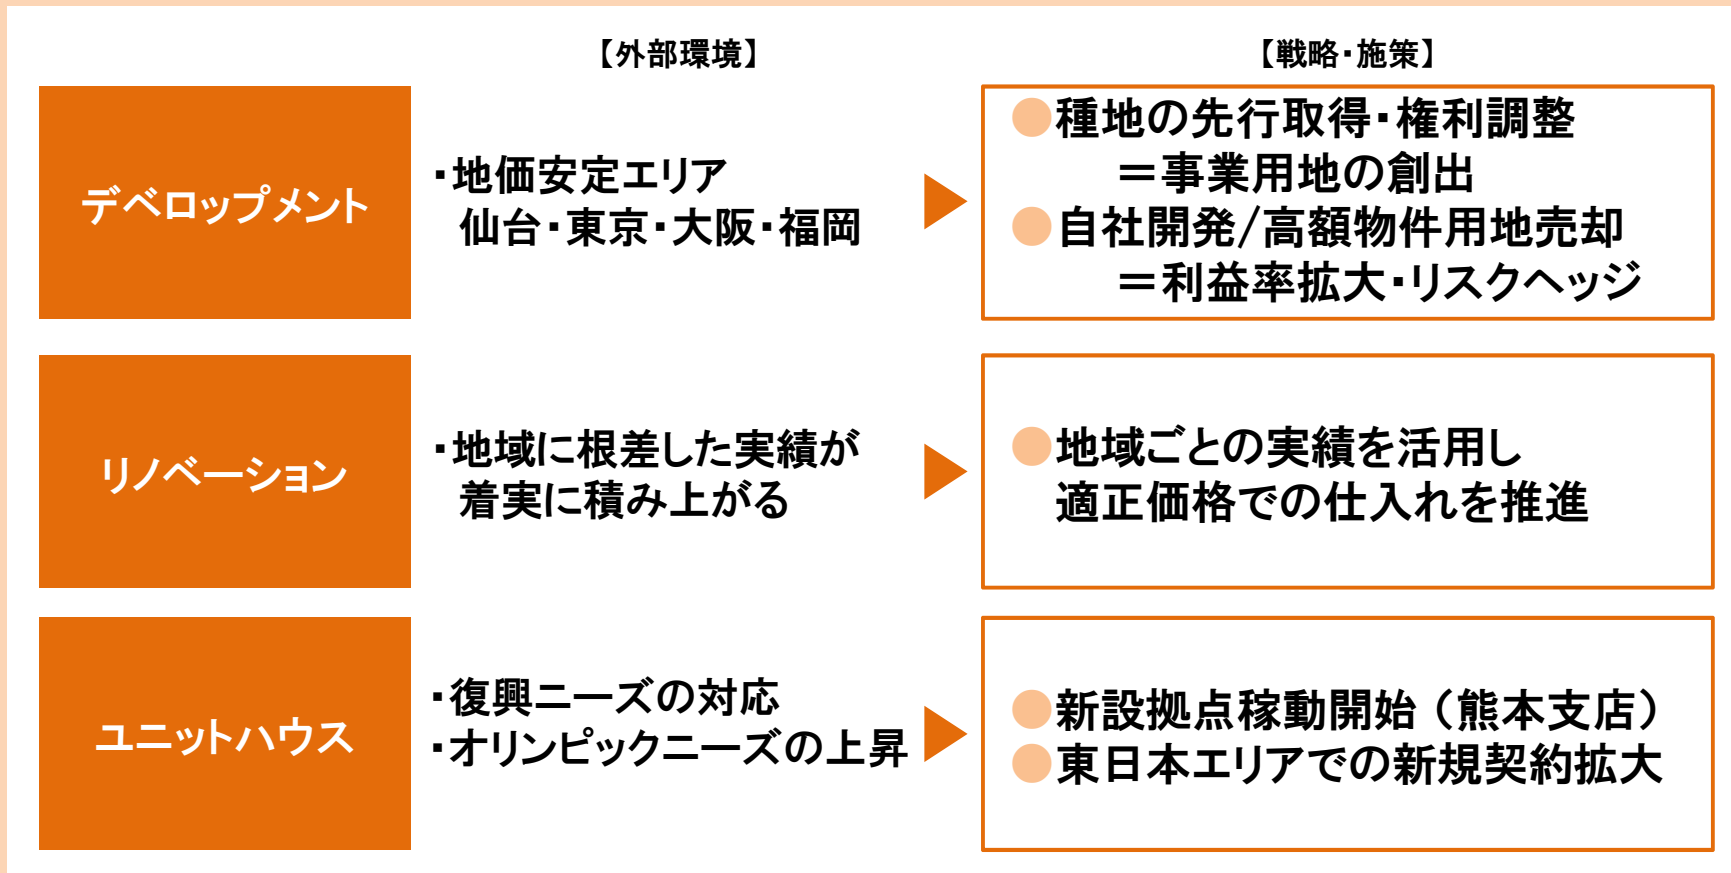 【外部環境】
【戦略・施策】
デベロップメント
・地価安定エリア
仙台・東京・大阪・福岡
●種地の先行取得・権利調整
＝事業用地の創出
●自社開発/高額物件用地売却
＝利益率拡大・リスクヘッジ
リノベーション
・地域に根差した実績が
着実に積み上がる
●地域ごとの実績を活用し
適正価格での仕入れを推進
ユニットハウス
・復興ニーズの対応
・オリンピックニーズの上昇
●新設拠点稼動開始（熊本支店）
●東日本エリアでの新規契約拡大